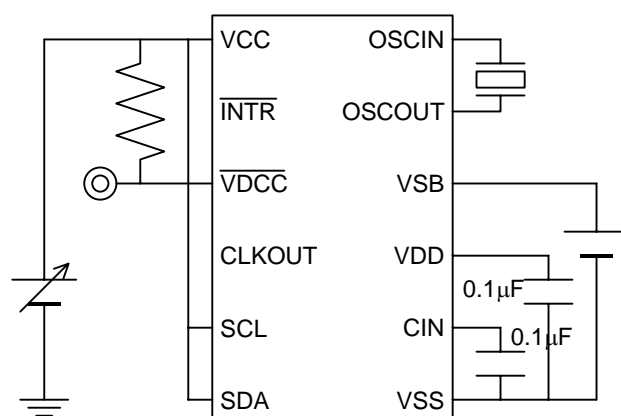 VCC OSCIN
INTR OSCOUT
VDCC VSB
CLKOUT VDD
0.1μF
SCL CIN
0.1μF
SDA VSS